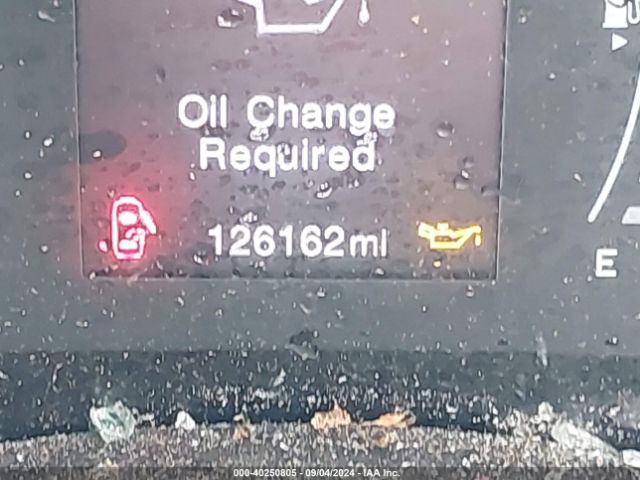 Oil Change
Required
126162mi
E
000-40250805 - 09/04/2024 - IAA Inc.